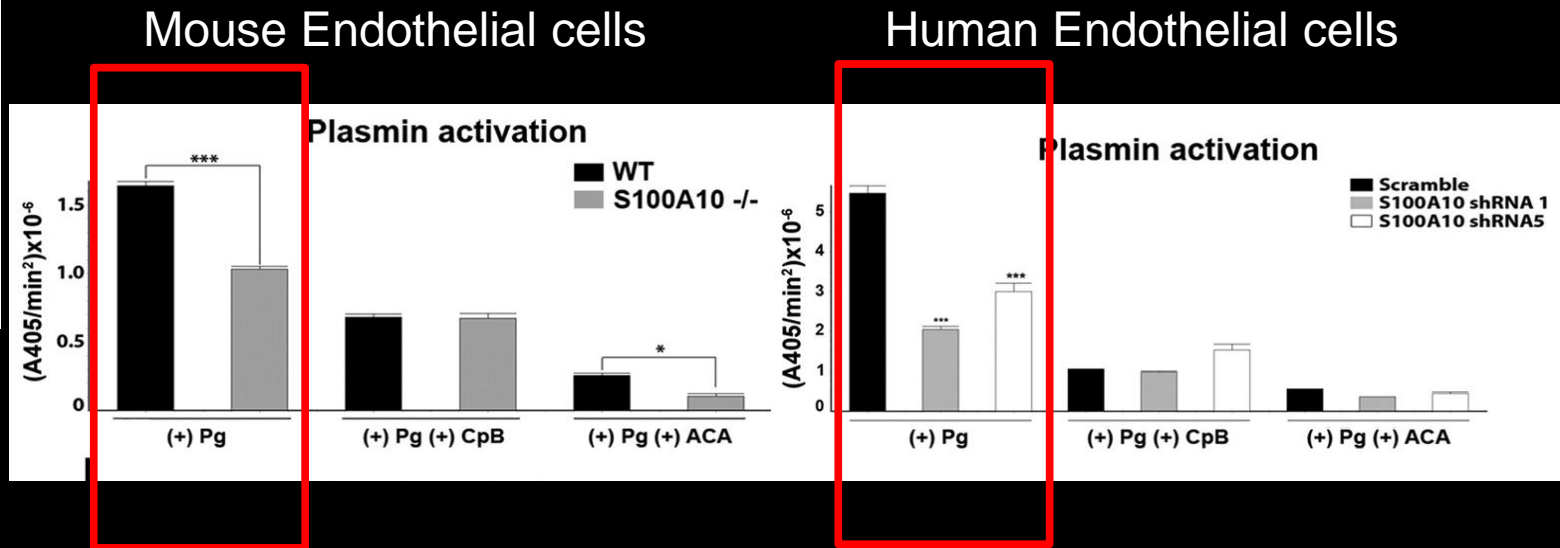 Mouse Endothelial cells
Human Endothelial cells
Plasmin activation
WT
S100A10 -/-
***
*
(A405/min²)x10⁻⁶
1.5
1.0
0.5
0
(+) Pg
(+) Pg (+) CpB
(+) Pg (+) ACA
Plasmin activation
Scramble
S100A10 shRNA 1
S100A10 shRNA5
***
***
(A405/min²)x10⁻⁶
5
4
3
2
1
0
(+) Pg
(+) Pg (+) CpB
(+) Pg (+) ACA